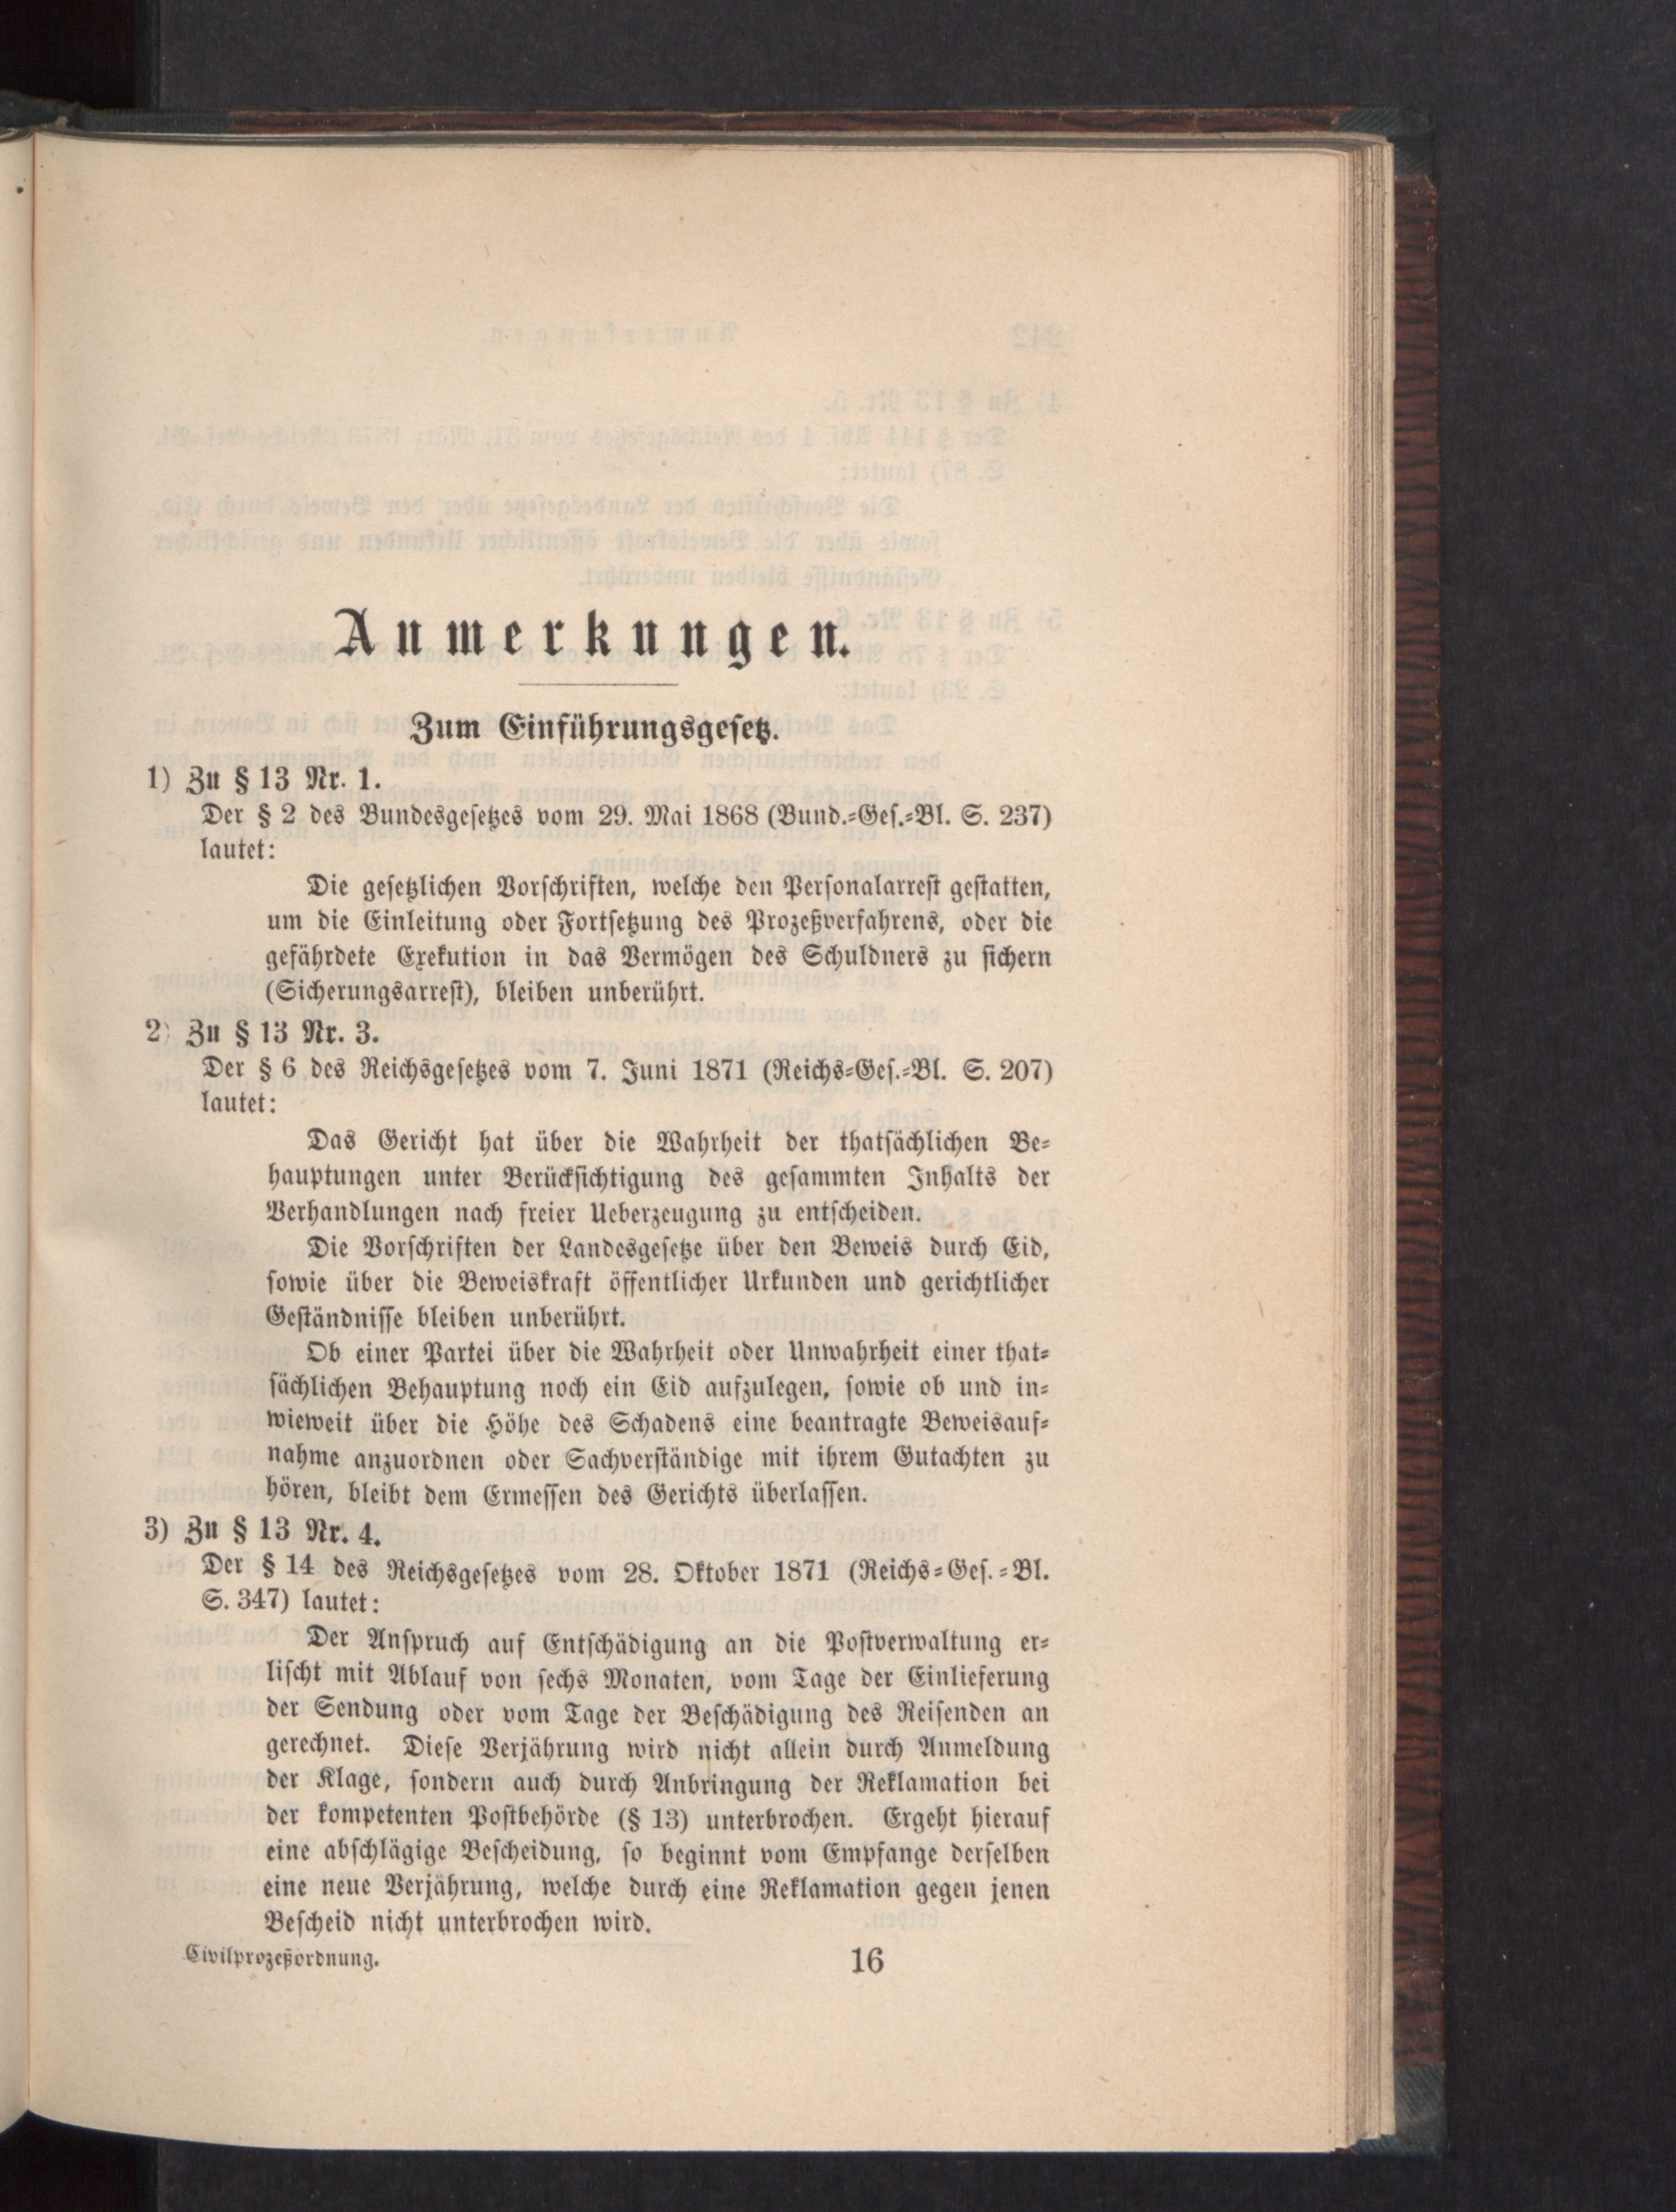 Anmerkungen.
Zum Einführungsgesetz.
1) Zu § 13 Nr. 1.
Der § 2 des Bundesgesetzes vom 29. Mai 1868 (Bund.-Ges.-Bl. S. 237)
lautet:
Die gesetzlichen Vorschriften, welche den Personalarrest gestatten,
um die Einleitung oder Fortsetzung des Prozeßverfahrens, oder die
gefährdete Exekution in das Vermögen des Schuldners zu sichern
(Sicherungsarrest), bleiben unberührt.
2) Zu § 13 Nr. 3.
Der § 6 des Reichsgesetzes vom 7. Juni 1871 (Reichs-Ges.-Bl. S. 207)
lautet:
Das Gericht hat über die Wahrheit der thatsächlichen Be-
hauptungen unter Berücksichtigung des gesammten Inhalts der
Verhandlungen nach freier Ueberzeugung zu entscheiden.
Die Vorschriften der Landesgesetze über den Beweis durch Eid,
sowie über die Beweiskraft öffentlicher Urkunden und gerichtlicher
Geständnisse bleiben unberührt.
Ob einer Partei über die Wahrheit oder Unwahrheit einer that-
sächlichen Behauptung noch ein Eid aufzulegen, sowie ob und in-
wieweit über die Höhe des Schadens eine beantragte Beweisauf-
nahme anzuordnen oder Sachverständige mit ihrem Gutachten zu
hören, bleibt dem Ermessen des Gerichts überlassen.
3) Zu § 13 Nr. 4.
Der § 14 des Reichsgesetzes vom 28. Oktober 1871 (Reichs-Ges.-Bl.
S. 347) lautet:
Der Anspruch auf Entschädigung an die Postverwaltung er-
lischt mit Ablauf von sechs Monaten, vom Tage der Einlieferung
der Sendung oder vom Tage der Beschädigung des Reisenden an
gerechnet. Diese Verjährung wird nicht allein durch Anmeldung
der Klage, sondern auch durch Anbringung der Reklamation bei
der kompetenten Postbehörde (§ 13) unterbrochen. Ergeht hierauf
eine abschlägige Bescheidung, so beginnt vom Empfange derselben
eine neue Verjährung, welche durch eine Reklamation gegen jenen
Bescheid nicht unterbrochen wird.
Civilprozeßordnung. 16